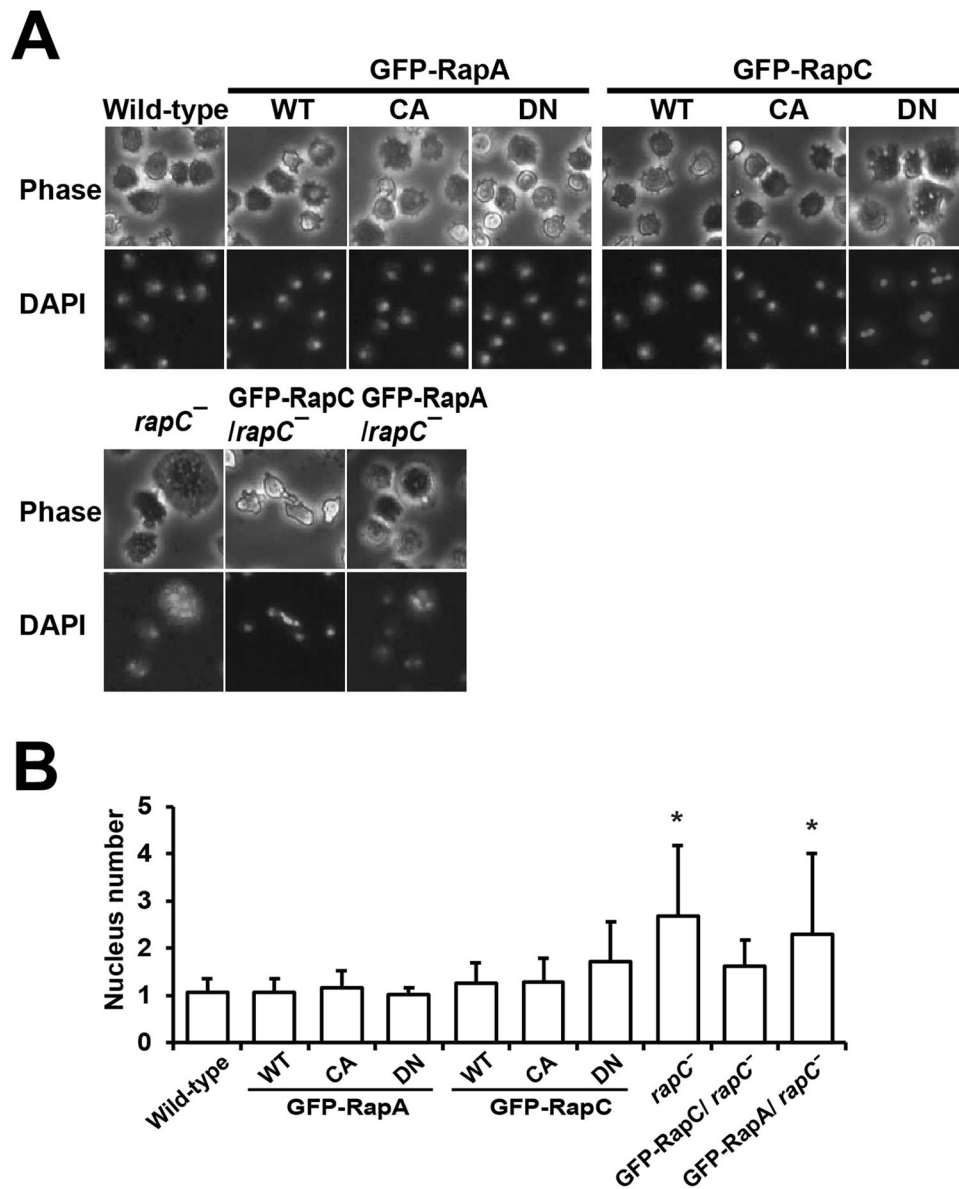 A
GFP-RapA GFP-RapC
Wild-type WT CA DN WT CA DN
Phase
DAPI
rapC⁻ GFP-RapC /rapC⁻ GFP-RapA /rapC⁻
Phase
DAPI
B
Nucleus number
5
4
3
2
1
0
* *
Wild-type WT CA DN WT CA DN rapC⁻ GFP-RapC/ rapC⁻ GFP-RapA/ rapC⁻
GFP-RapA GFP-RapC